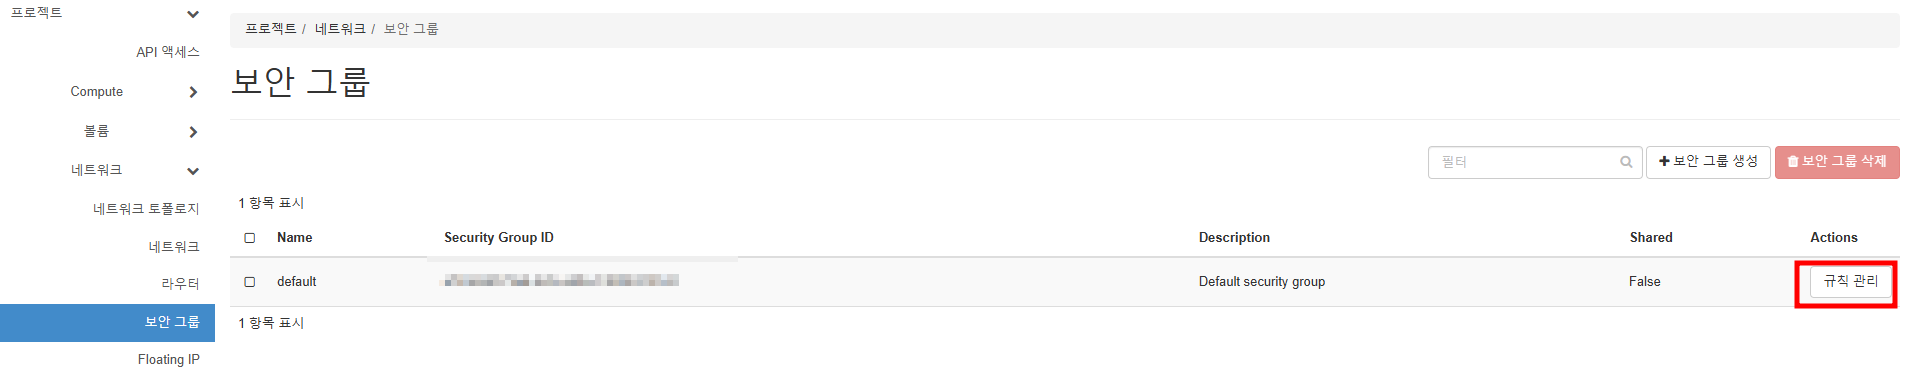 프로젝트
API 액세스
Compute
볼륨
네트워크
네트워크 토폴로지
네트워크
라우터
보안 그룹
Floating IP
프로젝트 / 네트워크 / 보안 그룹
보안 그룹
필터
보안 그룹 생성
보안 그룹 삭제
1 항목 표시
Name Security Group ID Description Shared Actions
default Default security group False 규칙 관리
1 항목 표시